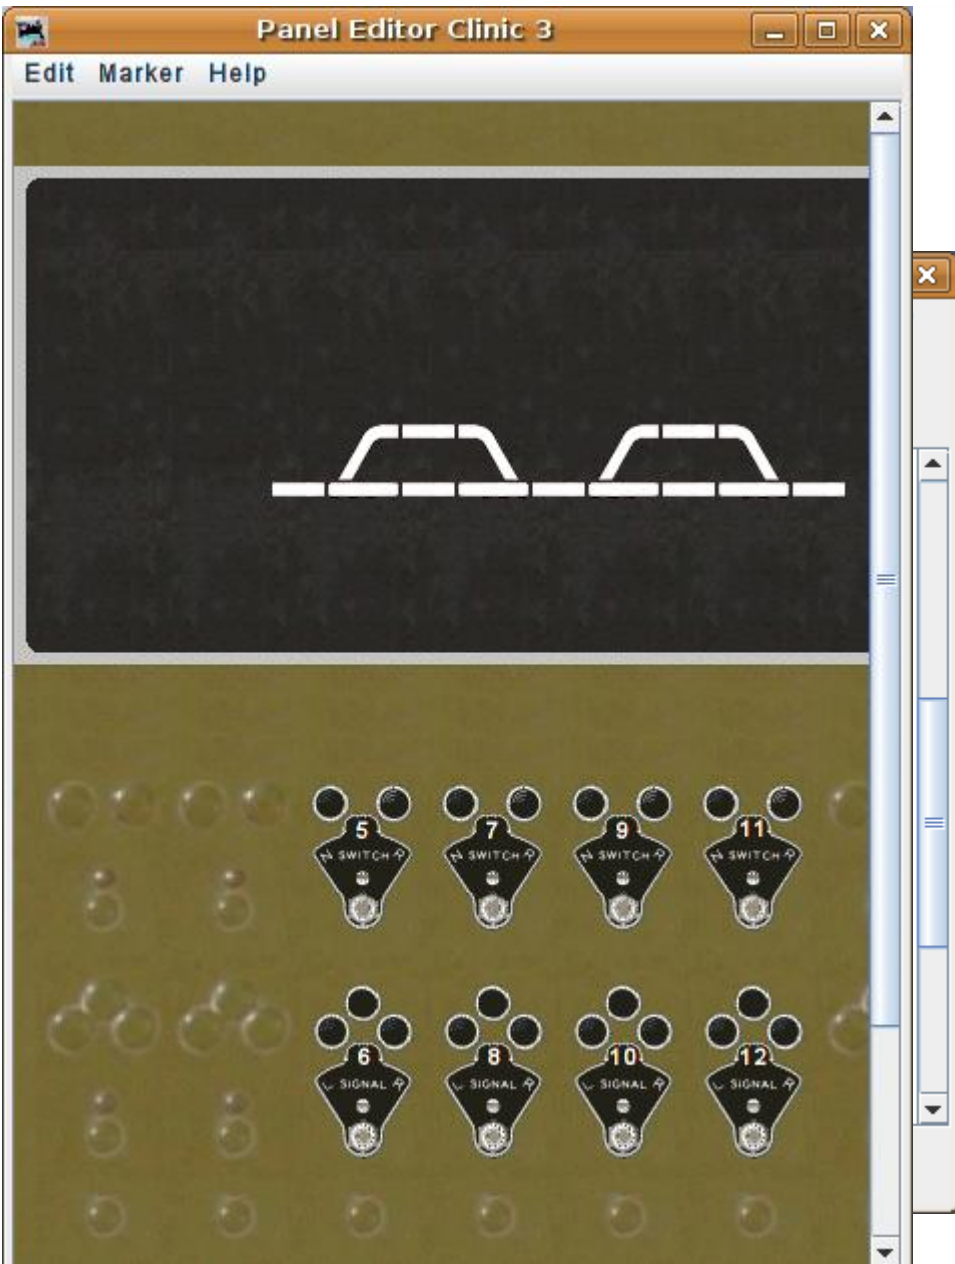 Panel Editor Clinic 3
Edit Marker Help
5 7 9 11
N SWITCH R N SWITCH R N SWITCH R N SWITCH R
6 8 10 12
L SIGNAL R L SIGNAL R L SIGNAL R L SIGNAL R